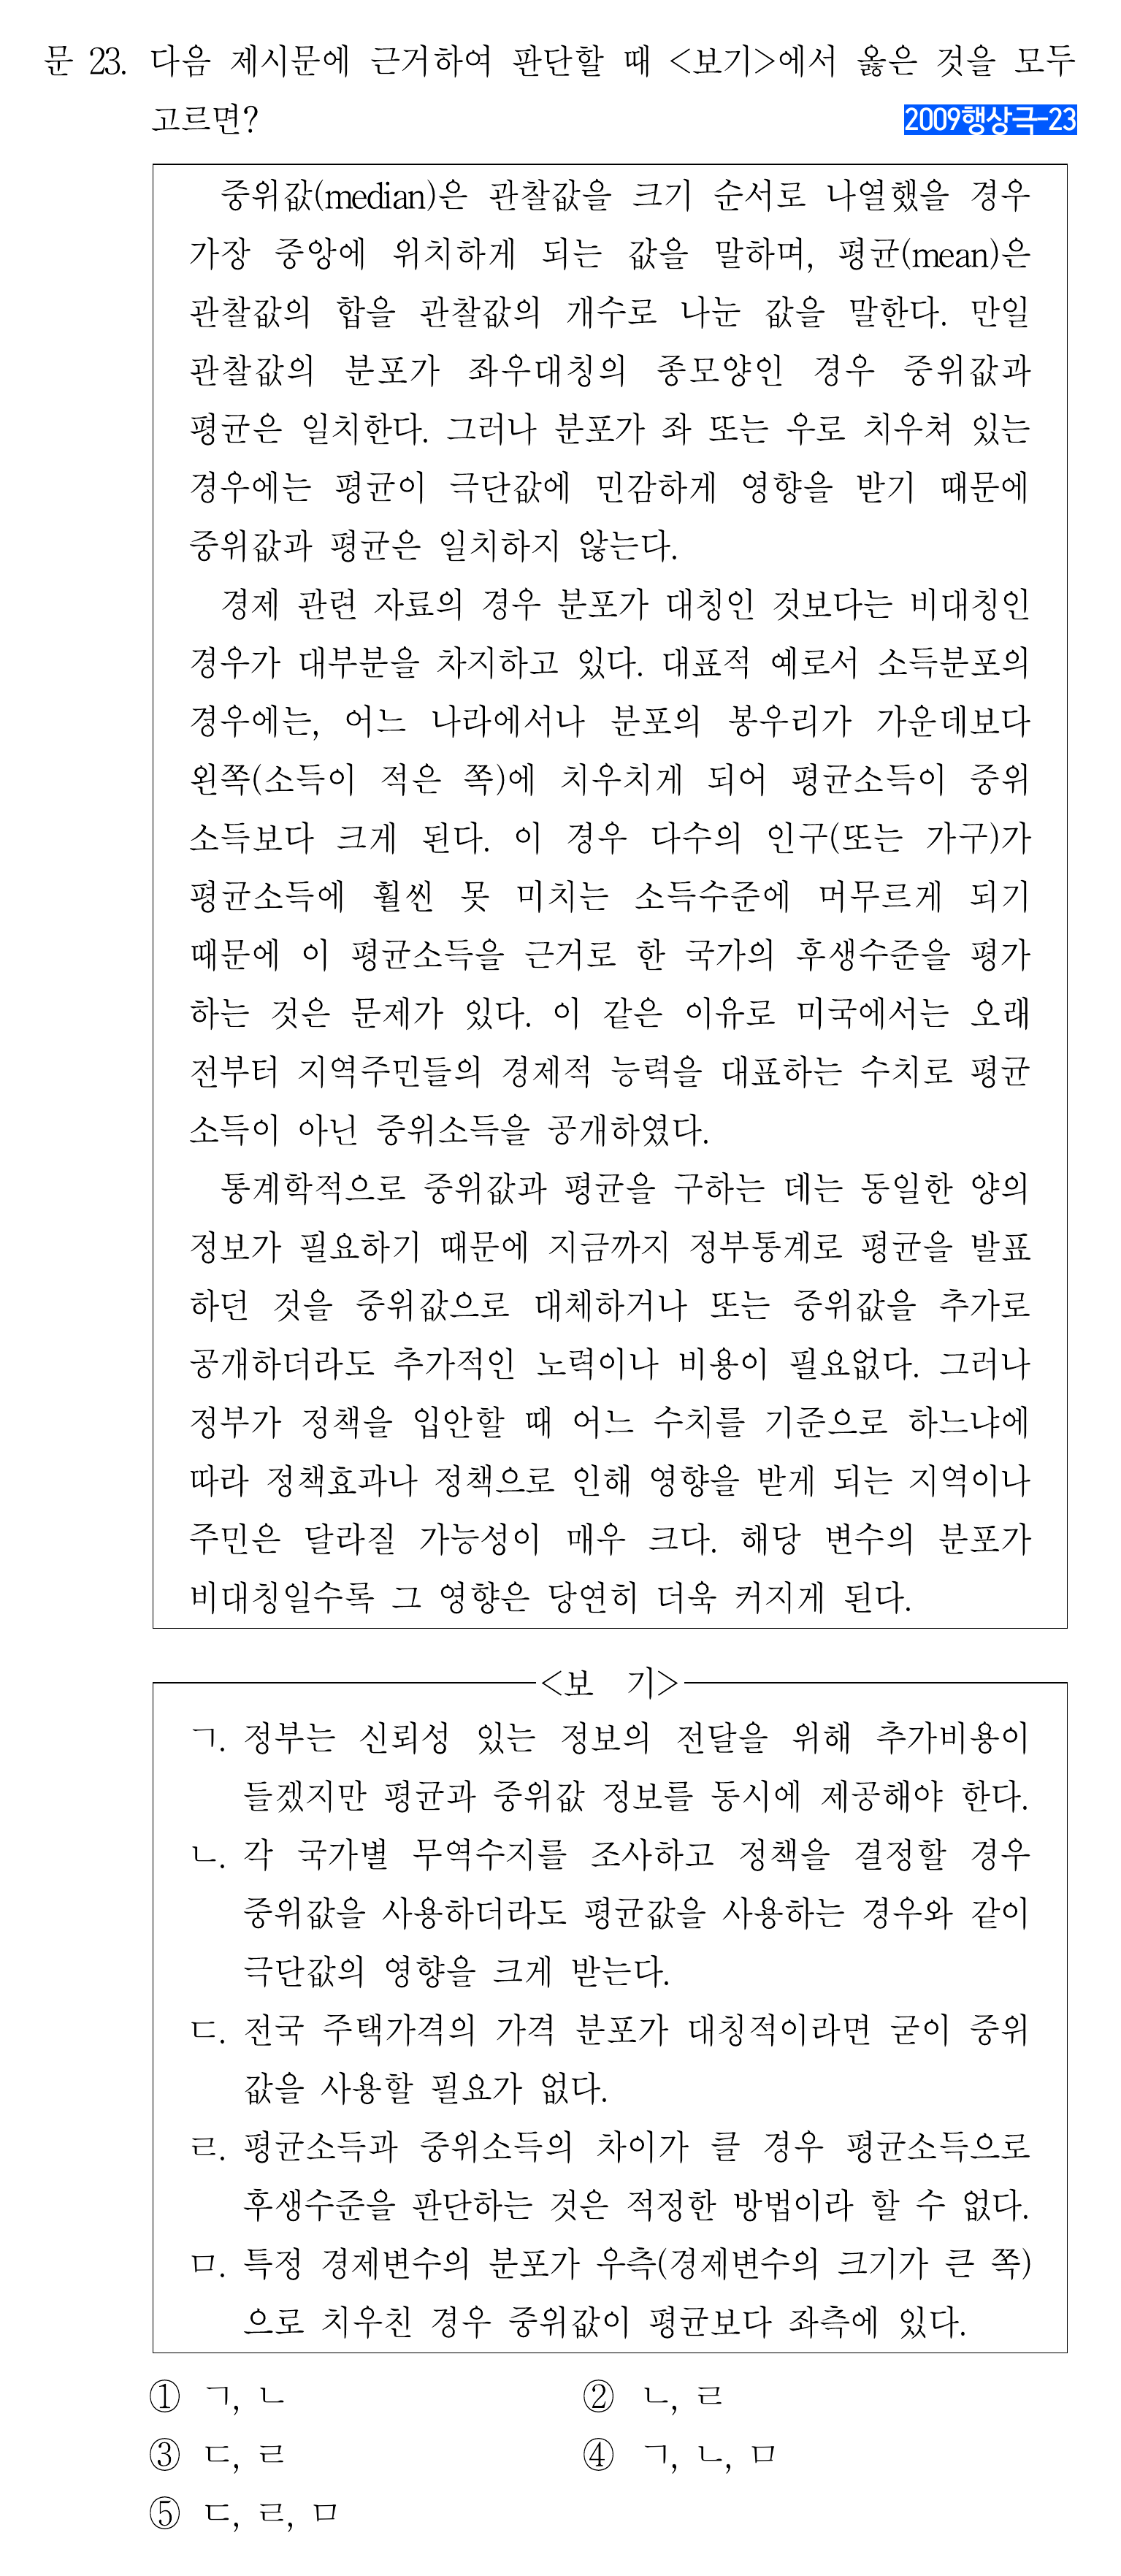 문 23. 다음 제시문에 근거하여 판단할 때 <보기>에서 옳은 것을 모두
고르면?
2009행상극-23
중위값(median)은 관찰값을 크기 순서로 나열했을 경우
가장 중앙에 위치하게 되는 값을 말하며, 평균(mean)은
관찰값의 합을 관찰값의 개수로 나눈 값을 말한다. 만일
관찰값의 분포가 좌우대칭의 종모양인 경우 중위값과
평균은 일치한다. 그러나 분포가 좌 또는 우로 치우쳐 있는
경우에는 평균이 극단값에 민감하게 영향을 받기 때문에
중위값과 평균은 일치하지 않는다.
경제 관련 자료의 경우 분포가 대칭인 것보다는 비대칭인
경우가 대부분을 차지하고 있다. 대표적 예로서 소득분포의
경우에는, 어느 나라에서나 분포의 봉우리가 가운데보다
왼쪽(소득이 적은 쪽)에 치우치게 되어 평균소득이 중위
소득보다 크게 된다. 이 경우 다수의 인구(또는 가구)가
평균소득에 훨씬 못 미치는 소득수준에 머무르게 되기
때문에 이 평균소득을 근거로 한 국가의 후생수준을 평가
하는 것은 문제가 있다. 이 같은 이유로 미국에서는 오래
전부터 지역주민들의 경제적 능력을 대표하는 수치로 평균
소득이 아닌 중위소득을 공개하였다.
통계학적으로 중위값과 평균을 구하는 데는 동일한 양의
정보가 필요하기 때문에 지금까지 정부통계로 평균을 발표
하던 것을 중위값으로 대체하거나 또는 중위값을 추가로
공개하더라도 추가적인 노력이나 비용이 필요없다. 그러나
정부가 정책을 입안할 때 어느 수치를 기준으로 하느냐에
따라 정책효과나 정책으로 인해 영향을 받게 되는 지역이나
주민은 달라질 가능성이 매우 크다. 해당 변수의 분포가
비대칭일수록 그 영향은 당연히 더욱 커지게 된다.
<보 기>
ㄱ. 정부는 신뢰성 있는 정보의 전달을 위해 추가비용이
들겠지만 평균과 중위값 정보를 동시에 제공해야 한다.
ㄴ. 각 국가별 무역수지를 조사하고 정책을 결정할 경우
중위값을 사용하더라도 평균값을 사용하는 경우와 같이
극단값의 영향을 크게 받는다.
ㄷ. 전국 주택가격의 가격 분포가 대칭적이라면 굳이 중위
값을 사용할 필요가 없다.
ㄹ. 평균소득과 중위소득의 차이가 클 경우 평균소득으로
후생수준을 판단하는 것은 적정한 방법이라 할 수 없다.
ㅁ. 특정 경제변수의 분포가 우측(경제변수의 크기가 큰 쪽)
으로 치우친 경우 중위값이 평균보다 좌측에 있다.
① ㄱ, ㄴ ② ㄴ, ㄹ
③ ㄷ, ㄹ ④ ㄱ, ㄴ, ㅁ
⑤ ㄷ, ㄹ, ㅁ